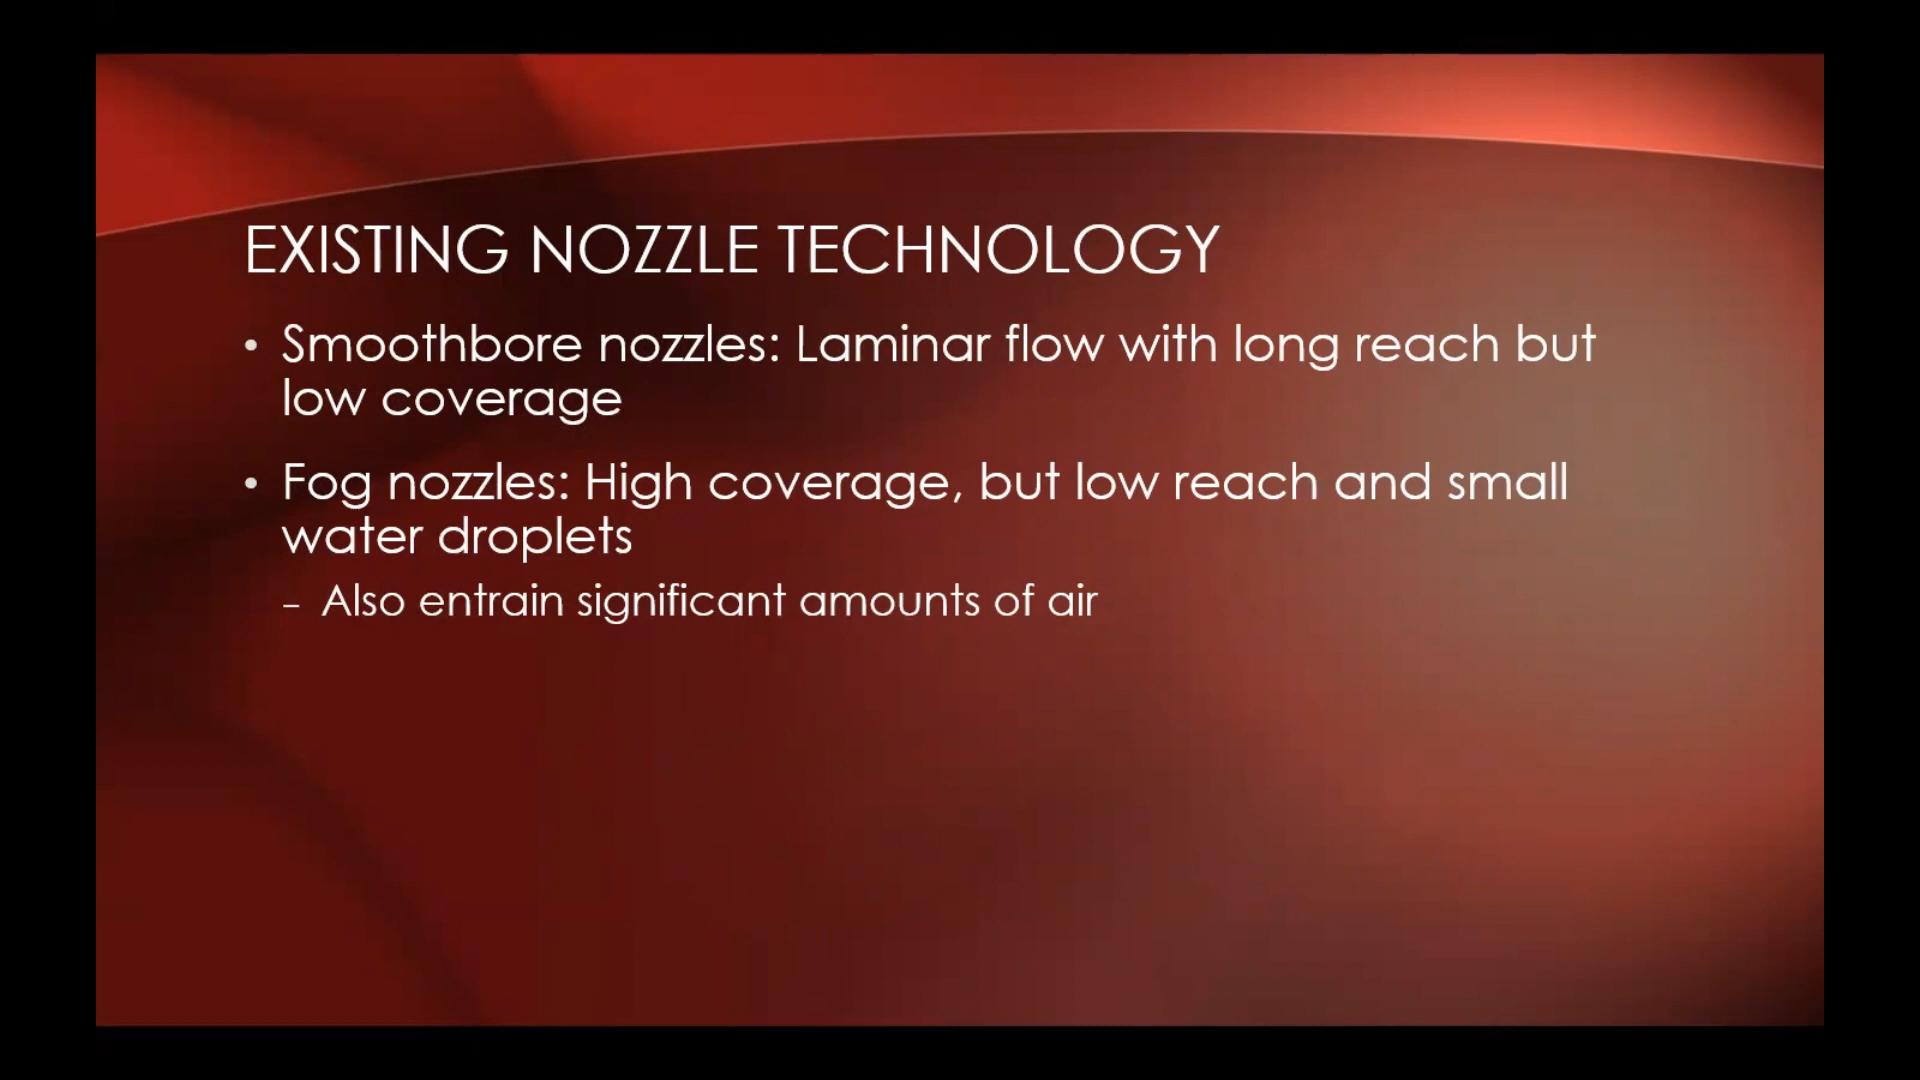 EXISTING NOZZLE TECHNOLOGY
• Smoothbore nozzles: Laminar flow with long reach but
low coverage
• Fog nozzles: High coverage, but low reach and small
water droplets
– Also entrain significant amounts of air